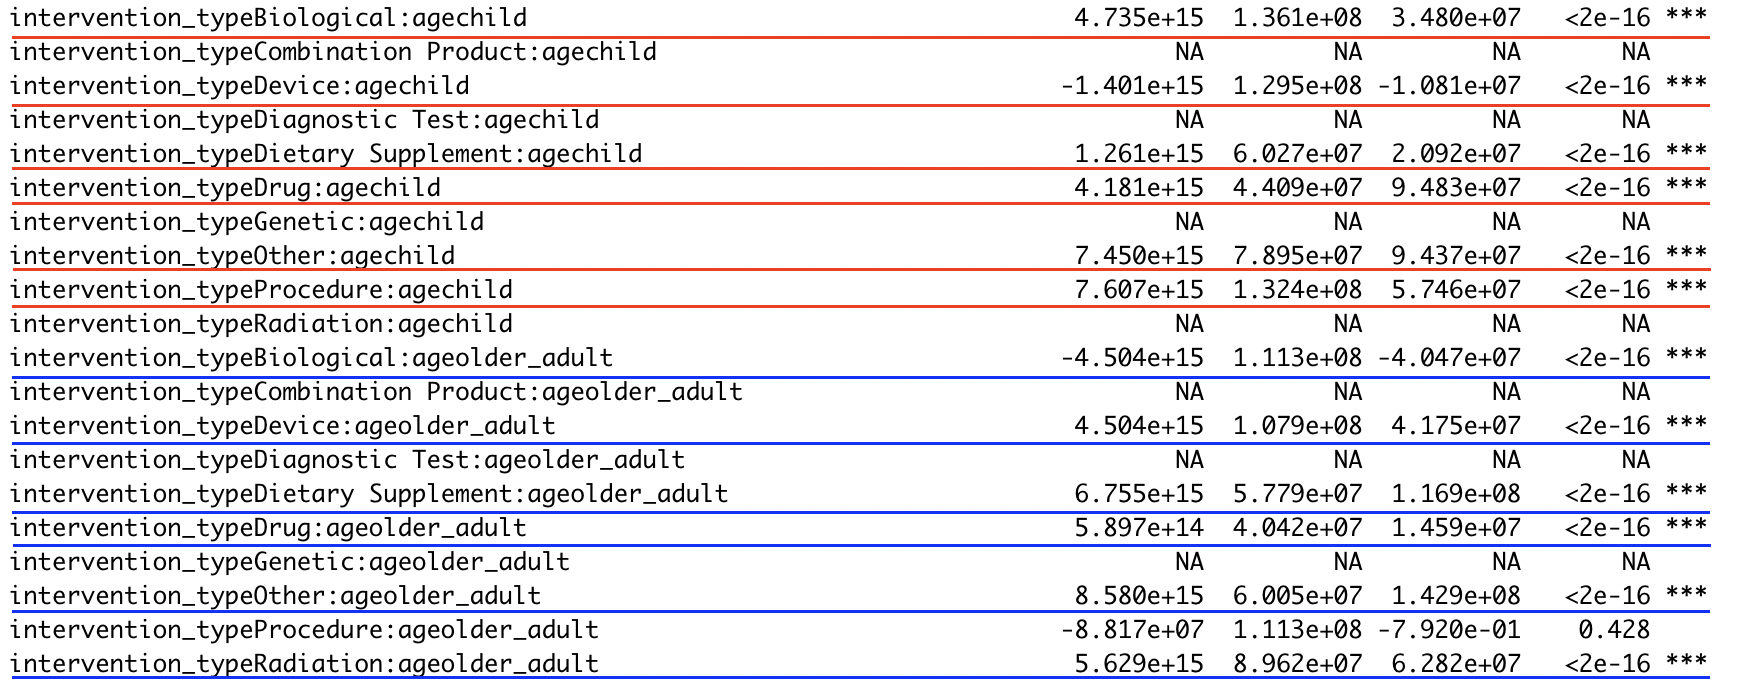 intervention_typeBiological:agechild 4.735e+15 1.361e+08 3.480e+07 <2e-16 ***
intervention_typeCombination Product:agechild NA NA NA NA
intervention_typeDevice:agechild -1.401e+15 1.295e+08 -1.081e+07 <2e-16 ***
intervention_typeDiagnostic Test:agechild NA NA NA NA
intervention_typeDietary Supplement:agechild 1.261e+15 6.027e+07 2.092e+07 <2e-16 ***
intervention_typeDrug:agechild 4.181e+15 4.409e+07 9.483e+07 <2e-16 ***
intervention_typeGenetic:agechild NA NA NA NA
intervention_typeOther:agechild 7.450e+15 7.895e+07 9.437e+07 <2e-16 ***
intervention_typeProcedure:agechild 7.607e+15 1.324e+08 5.746e+07 <2e-16 ***
intervention_typeRadiation:agechild NA NA NA NA
intervention_typeBiological:ageolder_adult -4.504e+15 1.113e+08 -4.047e+07 <2e-16 ***
intervention_typeCombination Product:ageolder_adult NA NA NA NA
intervention_typeDevice:ageolder_adult 4.504e+15 1.079e+08 4.175e+07 <2e-16 ***
intervention_typeDiagnostic Test:ageolder_adult NA NA NA NA
intervention_typeDietary Supplement:ageolder_adult 6.755e+15 5.779e+07 1.169e+08 <2e-16 ***
intervention_typeDrug:ageolder_adult 5.897e+14 4.042e+07 1.459e+07 <2e-16 ***
intervention_typeGenetic:ageolder_adult NA NA NA NA
intervention_typeOther:ageolder_adult 8.580e+15 6.005e+07 1.429e+08 <2e-16 ***
intervention_typeProcedure:ageolder_adult -8.817e+07 1.113e+08 -7.920e-01 0.428
intervention_typeRadiation:ageolder_adult 5.629e+15 8.962e+07 6.282e+07 <2e-16 ***